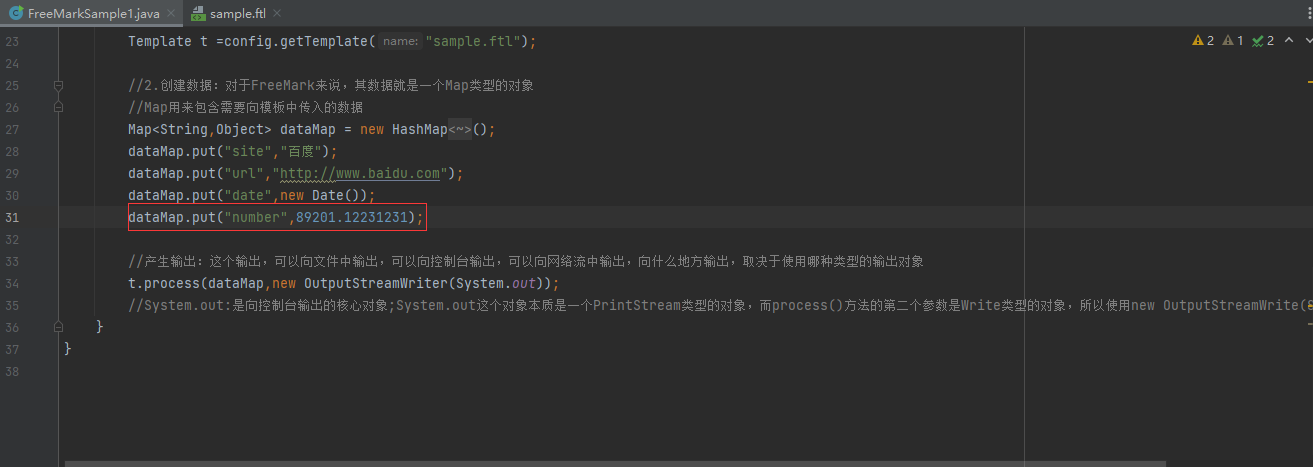 FreeMarkSample1.java
sample.ftl
2 1 2
23 Template t =config.getTemplate( name: "sample.ftl");
24
25 //2.创建数据：对于FreeMark来说，其数据就是一个Map类型的对象
26 //Map用来包含需要向模板中传入的数据
27 Map<String,Object> dataMap = new HashMap<~>();
28 dataMap.put("site","百度");
29 dataMap.put("url","http://www.baidu.com");
30 dataMap.put("date",new Date());
31 dataMap.put("number",89201.12231231);
32
33 //产生输出：这个输出，可以向文件中输出，可以向控制台输出，可以向网络流中输出，向什么地方输出，取决于使用哪种类型的输出对象
34 t.process(dataMap,new OutputStreamWriter(System.out));
35 //System.out:是向控制台输出的核心对象;System.out这个对象本质是一个PrintStream类型的对象，而process()方法的第二个参数是Write类型的对象，所以使用new OutputStreamWrite(
36 }
37 }
38